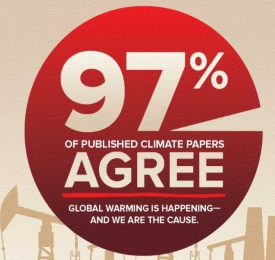 97%
OF PUBLISHED CLIMATE PAPERS
AGREE
GLOBAL WARMING IS HAPPENING—
AND WE ARE THE CAUSE.